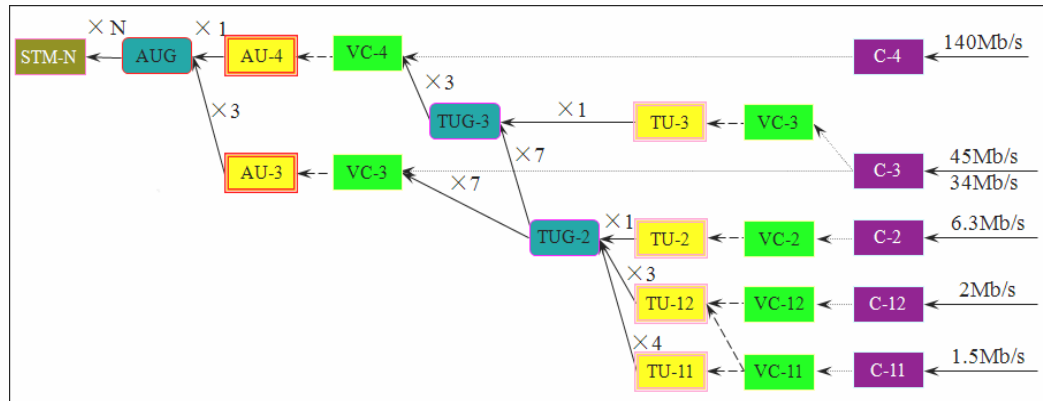 × N
× 1
STM-N
AUG
AU-4
VC-4
C-4
140Mb/s
× 3
× 3
TUG-3
× 1
TU-3
VC-3
× 7
AU-3
VC-3
× 7
C-3
45Mb/s
34Mb/s
TUG-2
× 1
TU-2
VC-2
C-2
6.3Mb/s
× 3
TU-12
VC-12
C-12
2Mb/s
× 4
TU-11
VC-11
C-11
1.5Mb/s